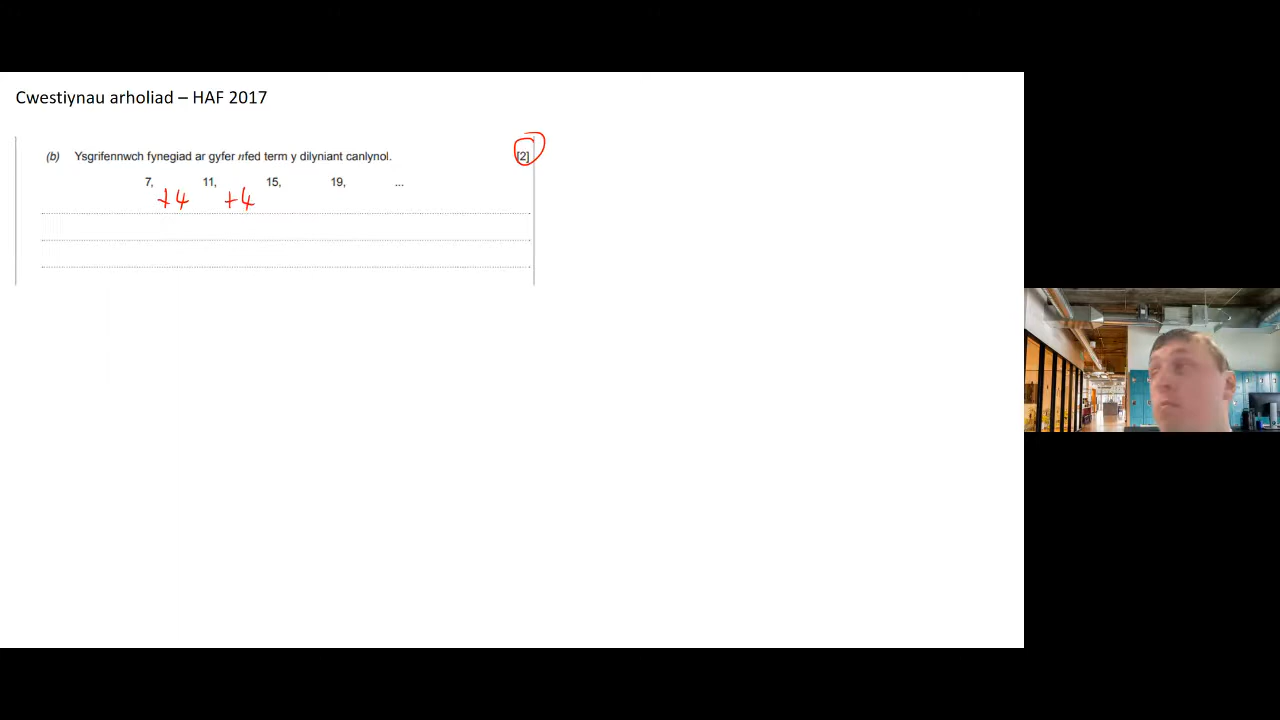 Cwestiynau arholiad – HAF 2017
(b) Ysgrifennwch fynegiad ar gyfer nfed term y dilyniant canlynol. [2]
7, 11, 15, 19, ...
+4 +4